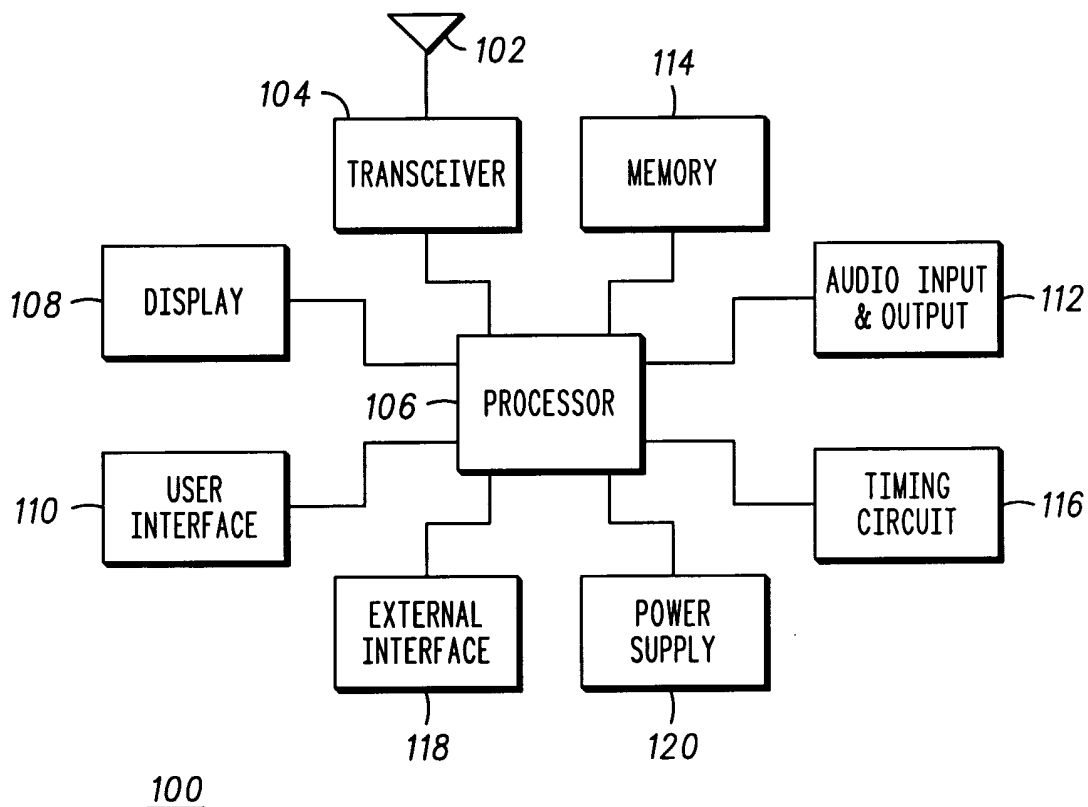 102
104
TRANSCEIVER
114
MEMORY
108
DISPLAY
AUDIO INPUT
& OUTPUT
112
106
PROCESSOR
110
USER
INTERFACE
TIMING
CIRCUIT
116
EXTERNAL
INTERFACE
118
POWER
SUPPLY
120
100